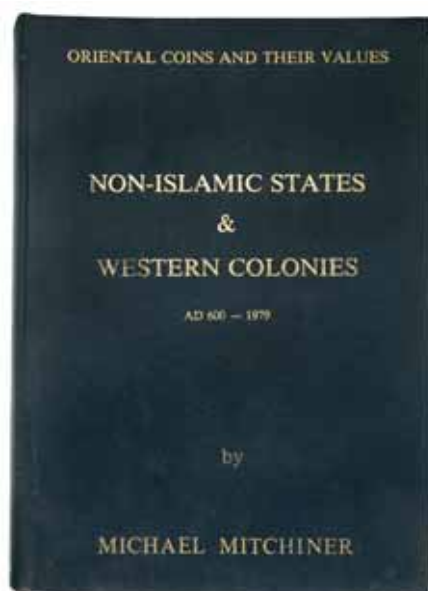 ORIENTAL COINS AND THEIR VALUES
NON-ISLAMIC STATES
&
WESTERN COLONIES
AD 600 — 1979
by
MICHAEL MITCHINER